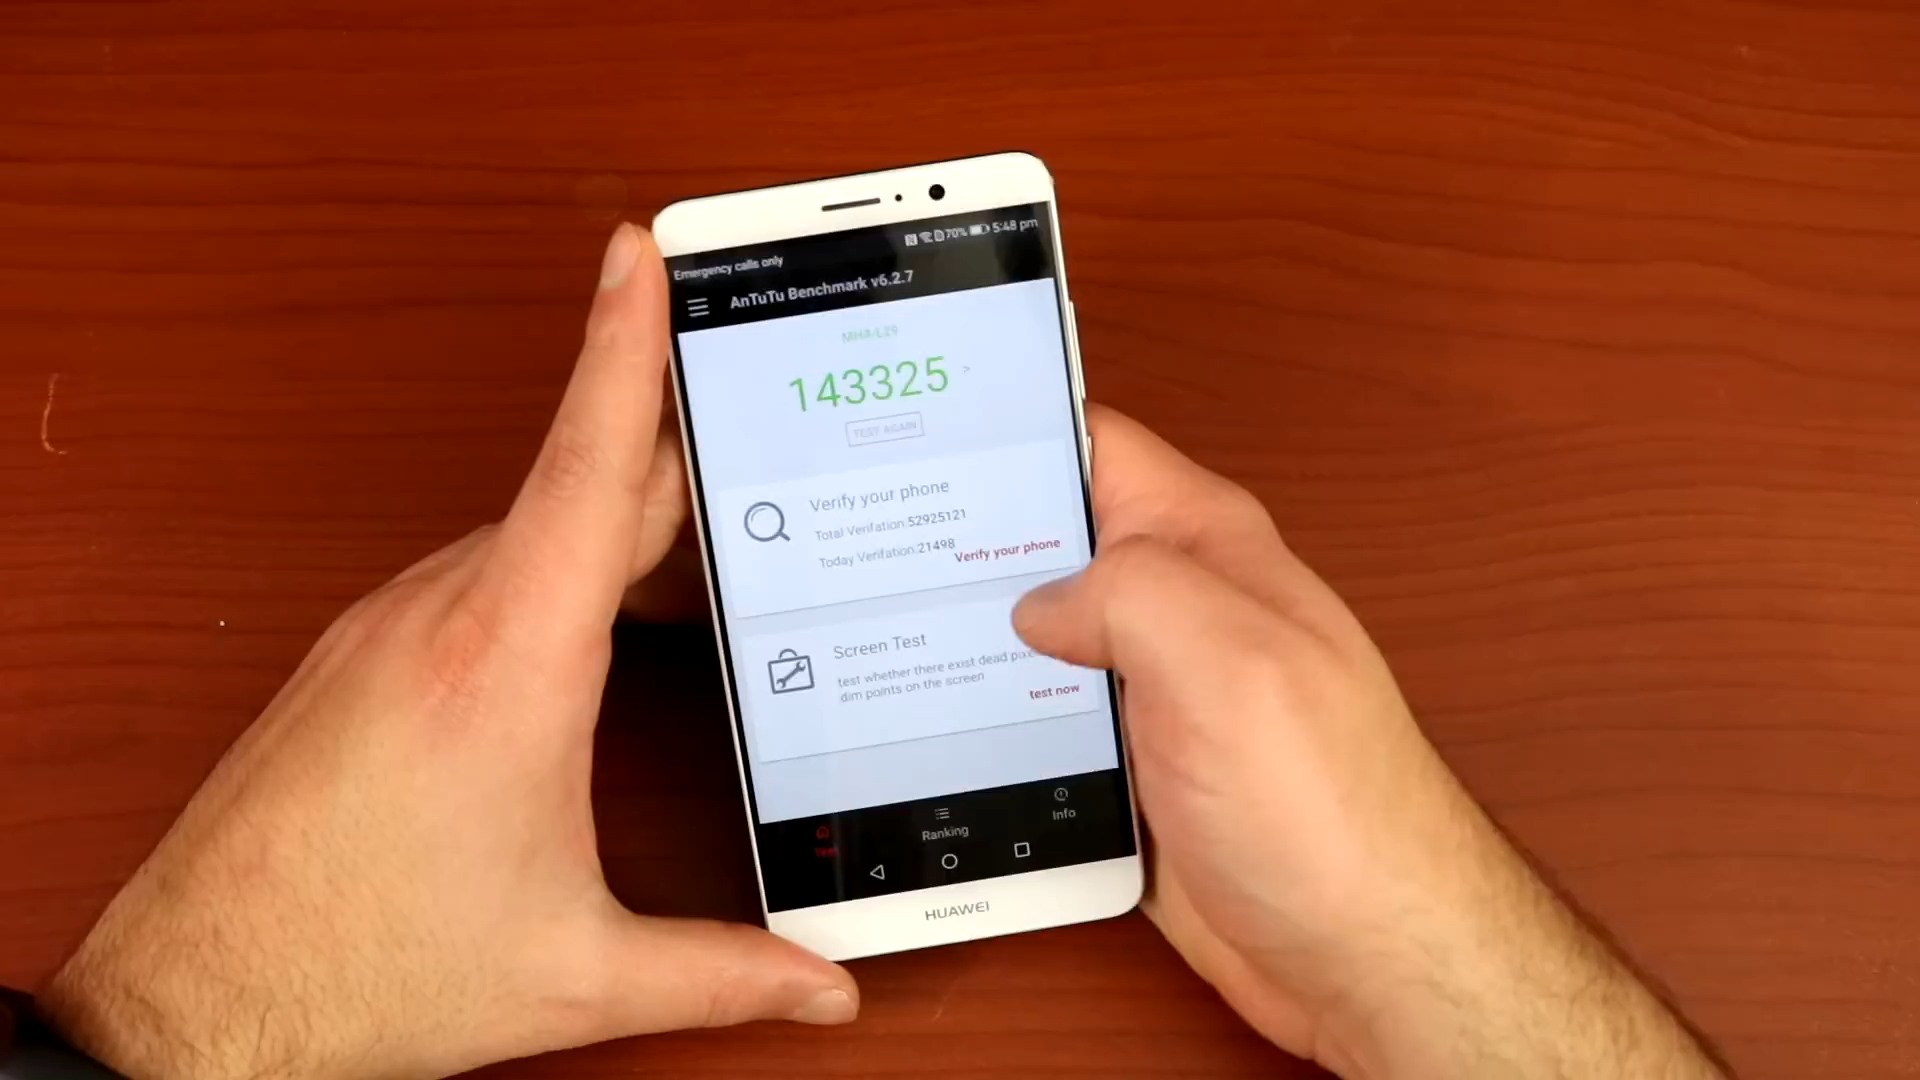 70% 5:48 pm
Emergency calls only
AnTuTu Benchmark v6.2.7
MHA-L29
143325 >
TEST AGAIN
Verify your phone
Total Verifation:52925121
Today Verifation:21498
Verify your phone
Screen Test
test whether there exist dead
dim points on the screen
test now
Test
Ranking
Info
HUAWEI